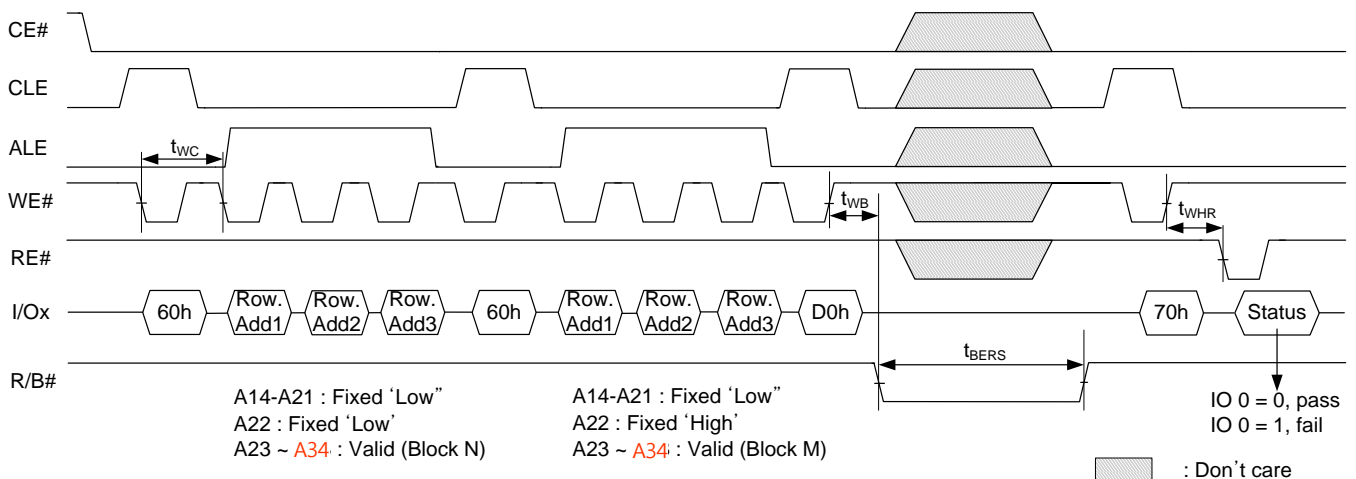 CE#
CLE
ALE
tWC
WE#
tWB
tWHR
RE#
I/Ox
60h
Row. Add1
Row. Add2
Row. Add3
60h
Row. Add1
Row. Add2
Row. Add3
D0h
70h
Status
R/B#
tBERS
A14-A21 : Fixed ‘Low”
A22 : Fixed ‘Low’
A23 ~ A34 : Valid (Block N)
A14-A21 : Fixed ‘Low”
A22 : Fixed ‘High’
A23 ~ A34 : Valid (Block M)
IO 0 = 0, pass
IO 0 = 1, fail
: Don’t care